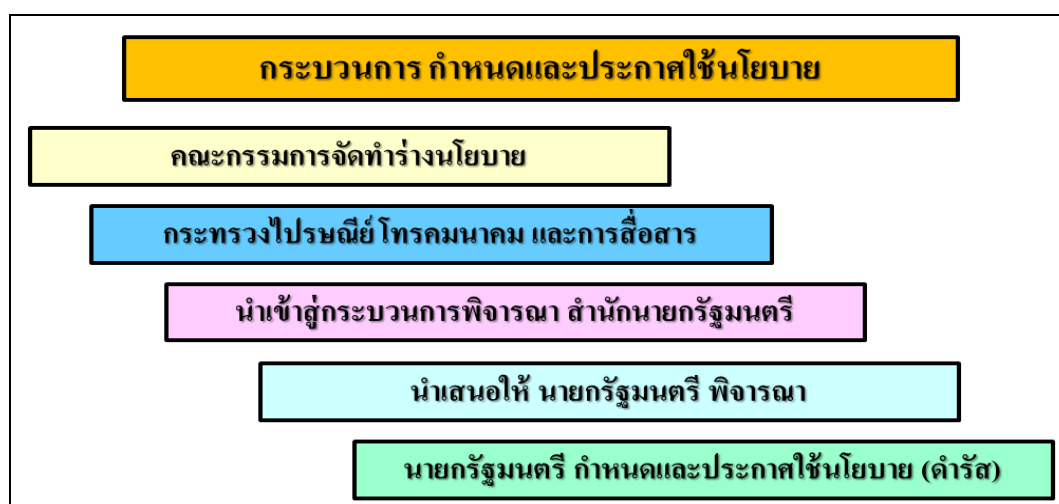 กระบวนการ กำหนดและประกาศใช้นโยบาย
คณะกรรมการจัดทำร่างนโยบาย
กระทรวงไปรษณีย์ โทรคมนาคม และการสื่อสาร
นำเข้าสู่กระบวนการพิจารณา สำนักนายกรัฐมนตรี
นำเสนอให้ นายกรัฐมนตรี พิจารณา
นายกรัฐมนตรี กำหนดและประกาศใช้นโยบาย (ดำรัส)